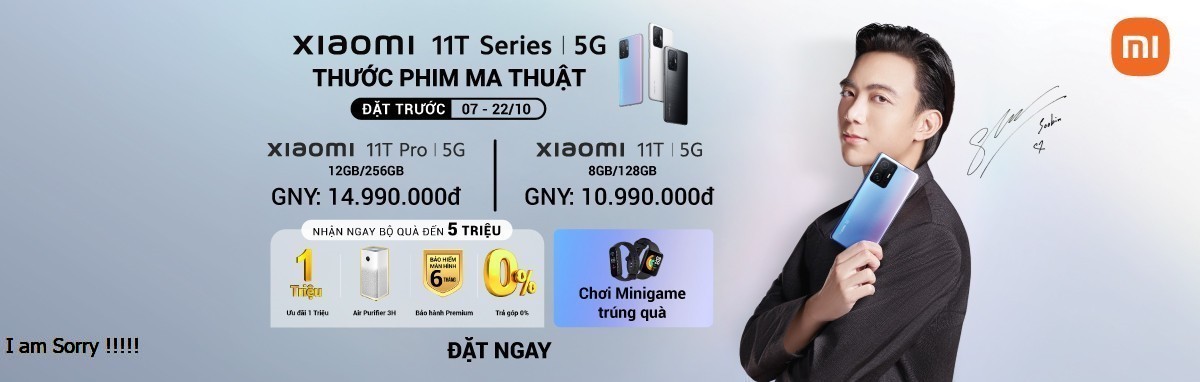 xiaomi 11T Series | 5G
THƯỚC PHIM MA THUẬT
ĐẶT TRƯỚC 07 - 22/10
xiaomi 11T Pro | 5G
12GB/256GB
GNY: 14.990.000đ
xiaomi 11T | 5G
8GB/128GB
GNY: 10.990.000đ
NHẬN NGAY BỘ QUÀ ĐẾN 5 TRIỆU
1
Triệu
Ưu đãi 1 Triệu
Air Purifier 3H
BẢO HIỂM
MÀN HÌNH
6
THÁNG
Bảo hành Premium
0%
Trả góp 0%
Chơi Minigame
trúng quà
ĐẶT NGAY
I am Sorry !!!!!
mi
Soobin